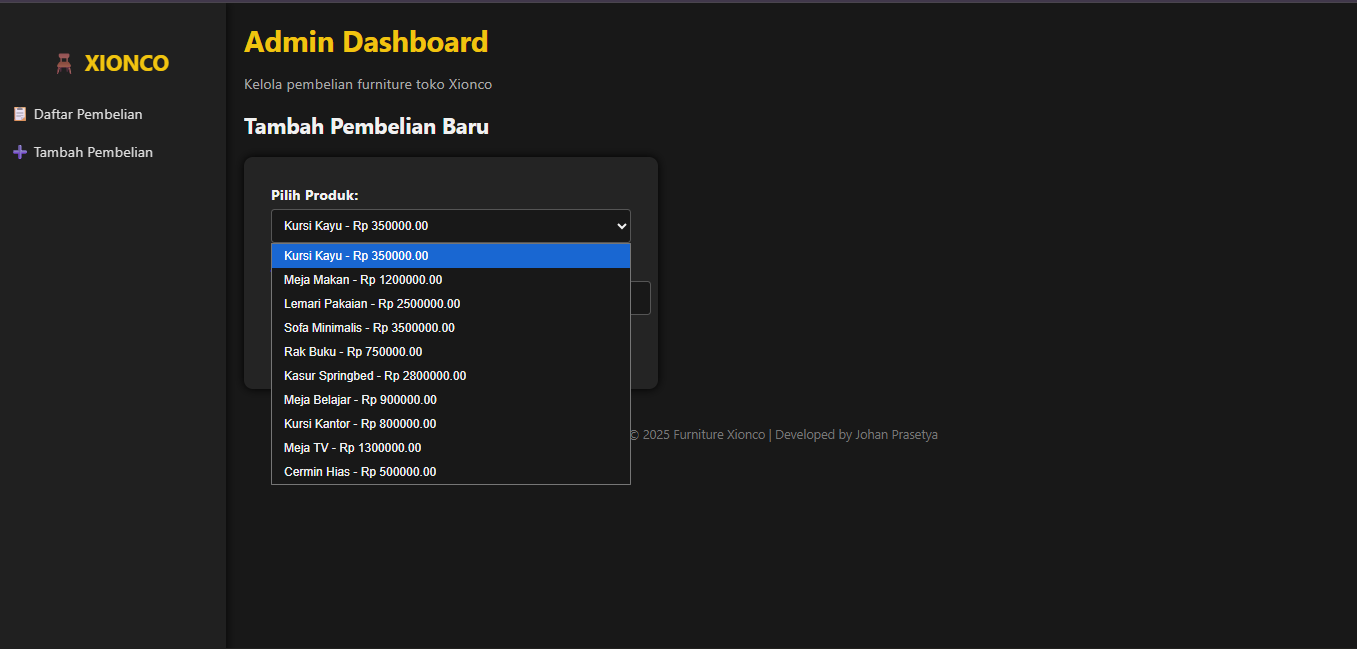 XIONCO
Daftar Pembelian
Tambah Pembelian
Admin Dashboard
Kelola pembelian furniture toko Xionco
Tambah Pembelian Baru
Pilih Produk:
Kursi Kayu - Rp 350000.00
Kursi Kayu - Rp 350000.00
Meja Makan - Rp 1200000.00
Lemari Pakaian - Rp 2500000.00
Sofa Minimalis - Rp 3500000.00
Rak Buku - Rp 750000.00
Kasur Springbed - Rp 2800000.00
Meja Belajar - Rp 900000.00
Kursi Kantor - Rp 800000.00
Meja TV - Rp 1300000.00
Cermin Hias - Rp 500000.00
© 2025 Furniture Xionco | Developed by Johan Prasetya